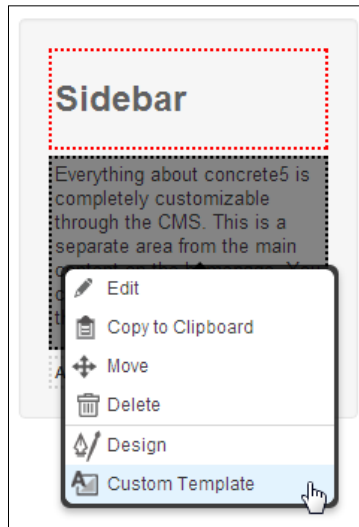 Sidebar
Everything about concrete5 is
completely customizable
through the CMS. This is a
separate area from the main
Edit
Copy to Clipboard
Move
Delete
Design
Custom Template